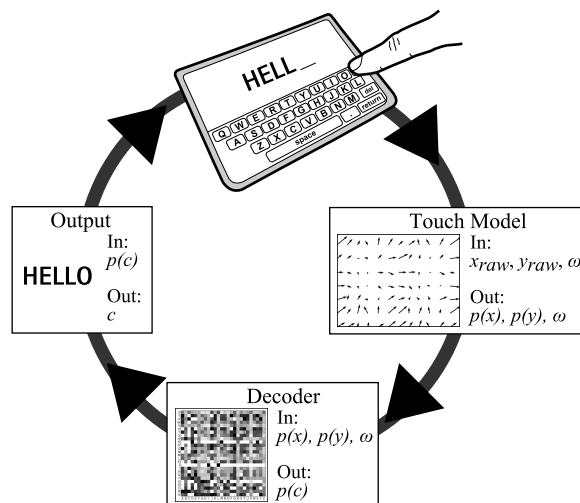 HELL_
Q W E R T Y U I O
A S D F G H J K L del
Z X C V B N M . return
space
Touch Model
In:
x_raw, y_raw, ω
Out:
p(x), p(y), ω
Decoder
In:
p(x), p(y), ω
Out:
p(c)
Output
In:
p(c)
HELLO
Out:
c